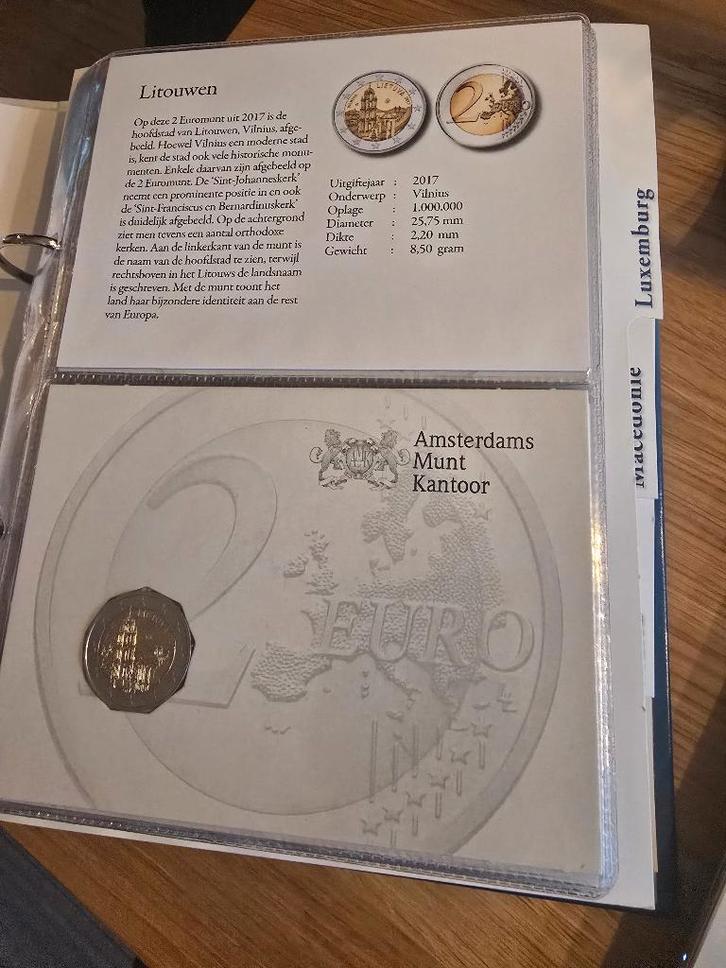 Litouwen
Op deze 2 Euromunt uit 2017 is de
hoofdstad van Litouwen, Vilnius, afge-
beeld. Hoewel Vilnius een moderne stad
is, kent de stad ook vele historische monu-
menten. Enkele daarvan zijn afgebeeld op
de 2 Euromunt. De 'Sint-Johanneskerk'
neemt een prominente positie in en ook
de 'Sint-Franciscus en Bernardinuskerk'
is duidelijk afgebeeld. Op de achtergrond
ziet men tevens een aantal orthodoxe
kerken. Aan de linkerkant van de munt is
de naam van de hoofdstad te zien, terwijl
rechtsboven in het Litouws de landsnaam
is geschreven. Met de munt toont het
land haar bijzondere identiteit aan de rest
van Europa.
LIETUVA
2
Uitgiftejaar : 2017
Onderwerp : Vilnius
Oplage : 1.000.000
Diameter : 25,75 mm
Dikte : 2,20 mm
Gewicht : 8,50 gram
Luxemburg
Macedonie
Amsterdams
Munt
Kantoor
2 EURO